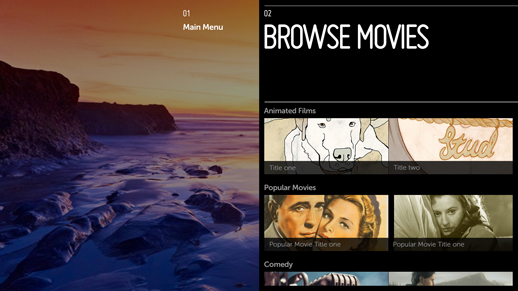 01
Main Menu
02
BROWSE MOVIES
Animated Films
Stud
Title one
Title two
Popular Movies
Popular Movie Title one
Popular Movie Title one
Comedy